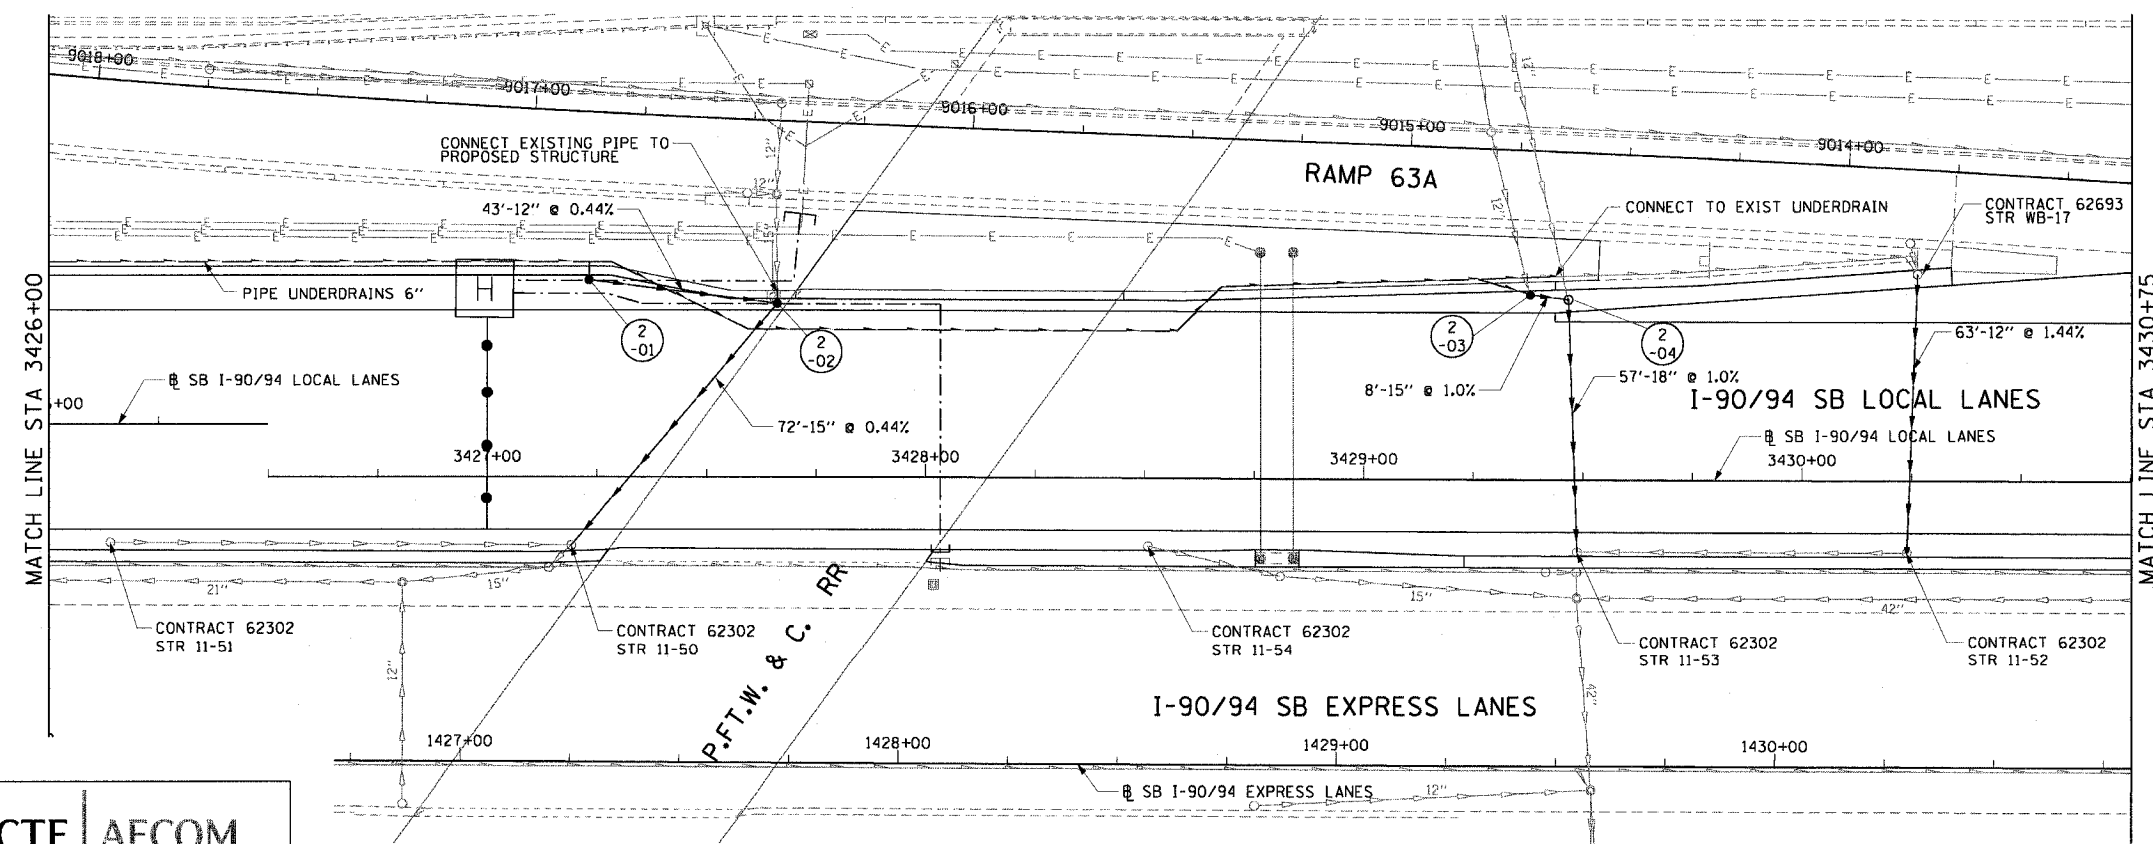 9018+00
9017+00
9016+00
9015+00
9014+00
12"
CONNECT EXISTING PIPE TO
PROPOSED STRUCTURE
12"
12"
15"
12"
RAMP 63A
43'-12" @ 0.44%
CONNECT TO EXIST UNDERDRAIN
CONTRACT 62693
STR WB-17
MATCH LINE STA 3426+00
PIPE UNDERDRAINS 6"
H
2
-01
2
-02
2
-03
2
-04
63'-12" @ 1.44%
MATCH LINE STA 3430+75
℄ SB I-90/94 LOCAL LANES
+00
8'-15" @ 1.0%
57'-18" @ 1.0%
I-90/94 SB LOCAL LANES
72'-15" @ 0.44%
℄ SB I-90/94 LOCAL LANES
3427+00
3428+00
3429+00
3430+00
21"
15"
15"
42"
CONTRACT 62302
STR 11-51
CONTRACT 62302
STR 11-50
CONTRACT 62302
STR 11-54
CONTRACT 62302
STR 11-53
CONTRACT 62302
STR 11-52
12"
P.FT.W. & C. RR
42"
I-90/94 SB EXPRESS LANES
1427+00
1428+00
1429+00
1430+00
℄ SB I-90/94 EXPRESS LANES
12"
CTE AECOM